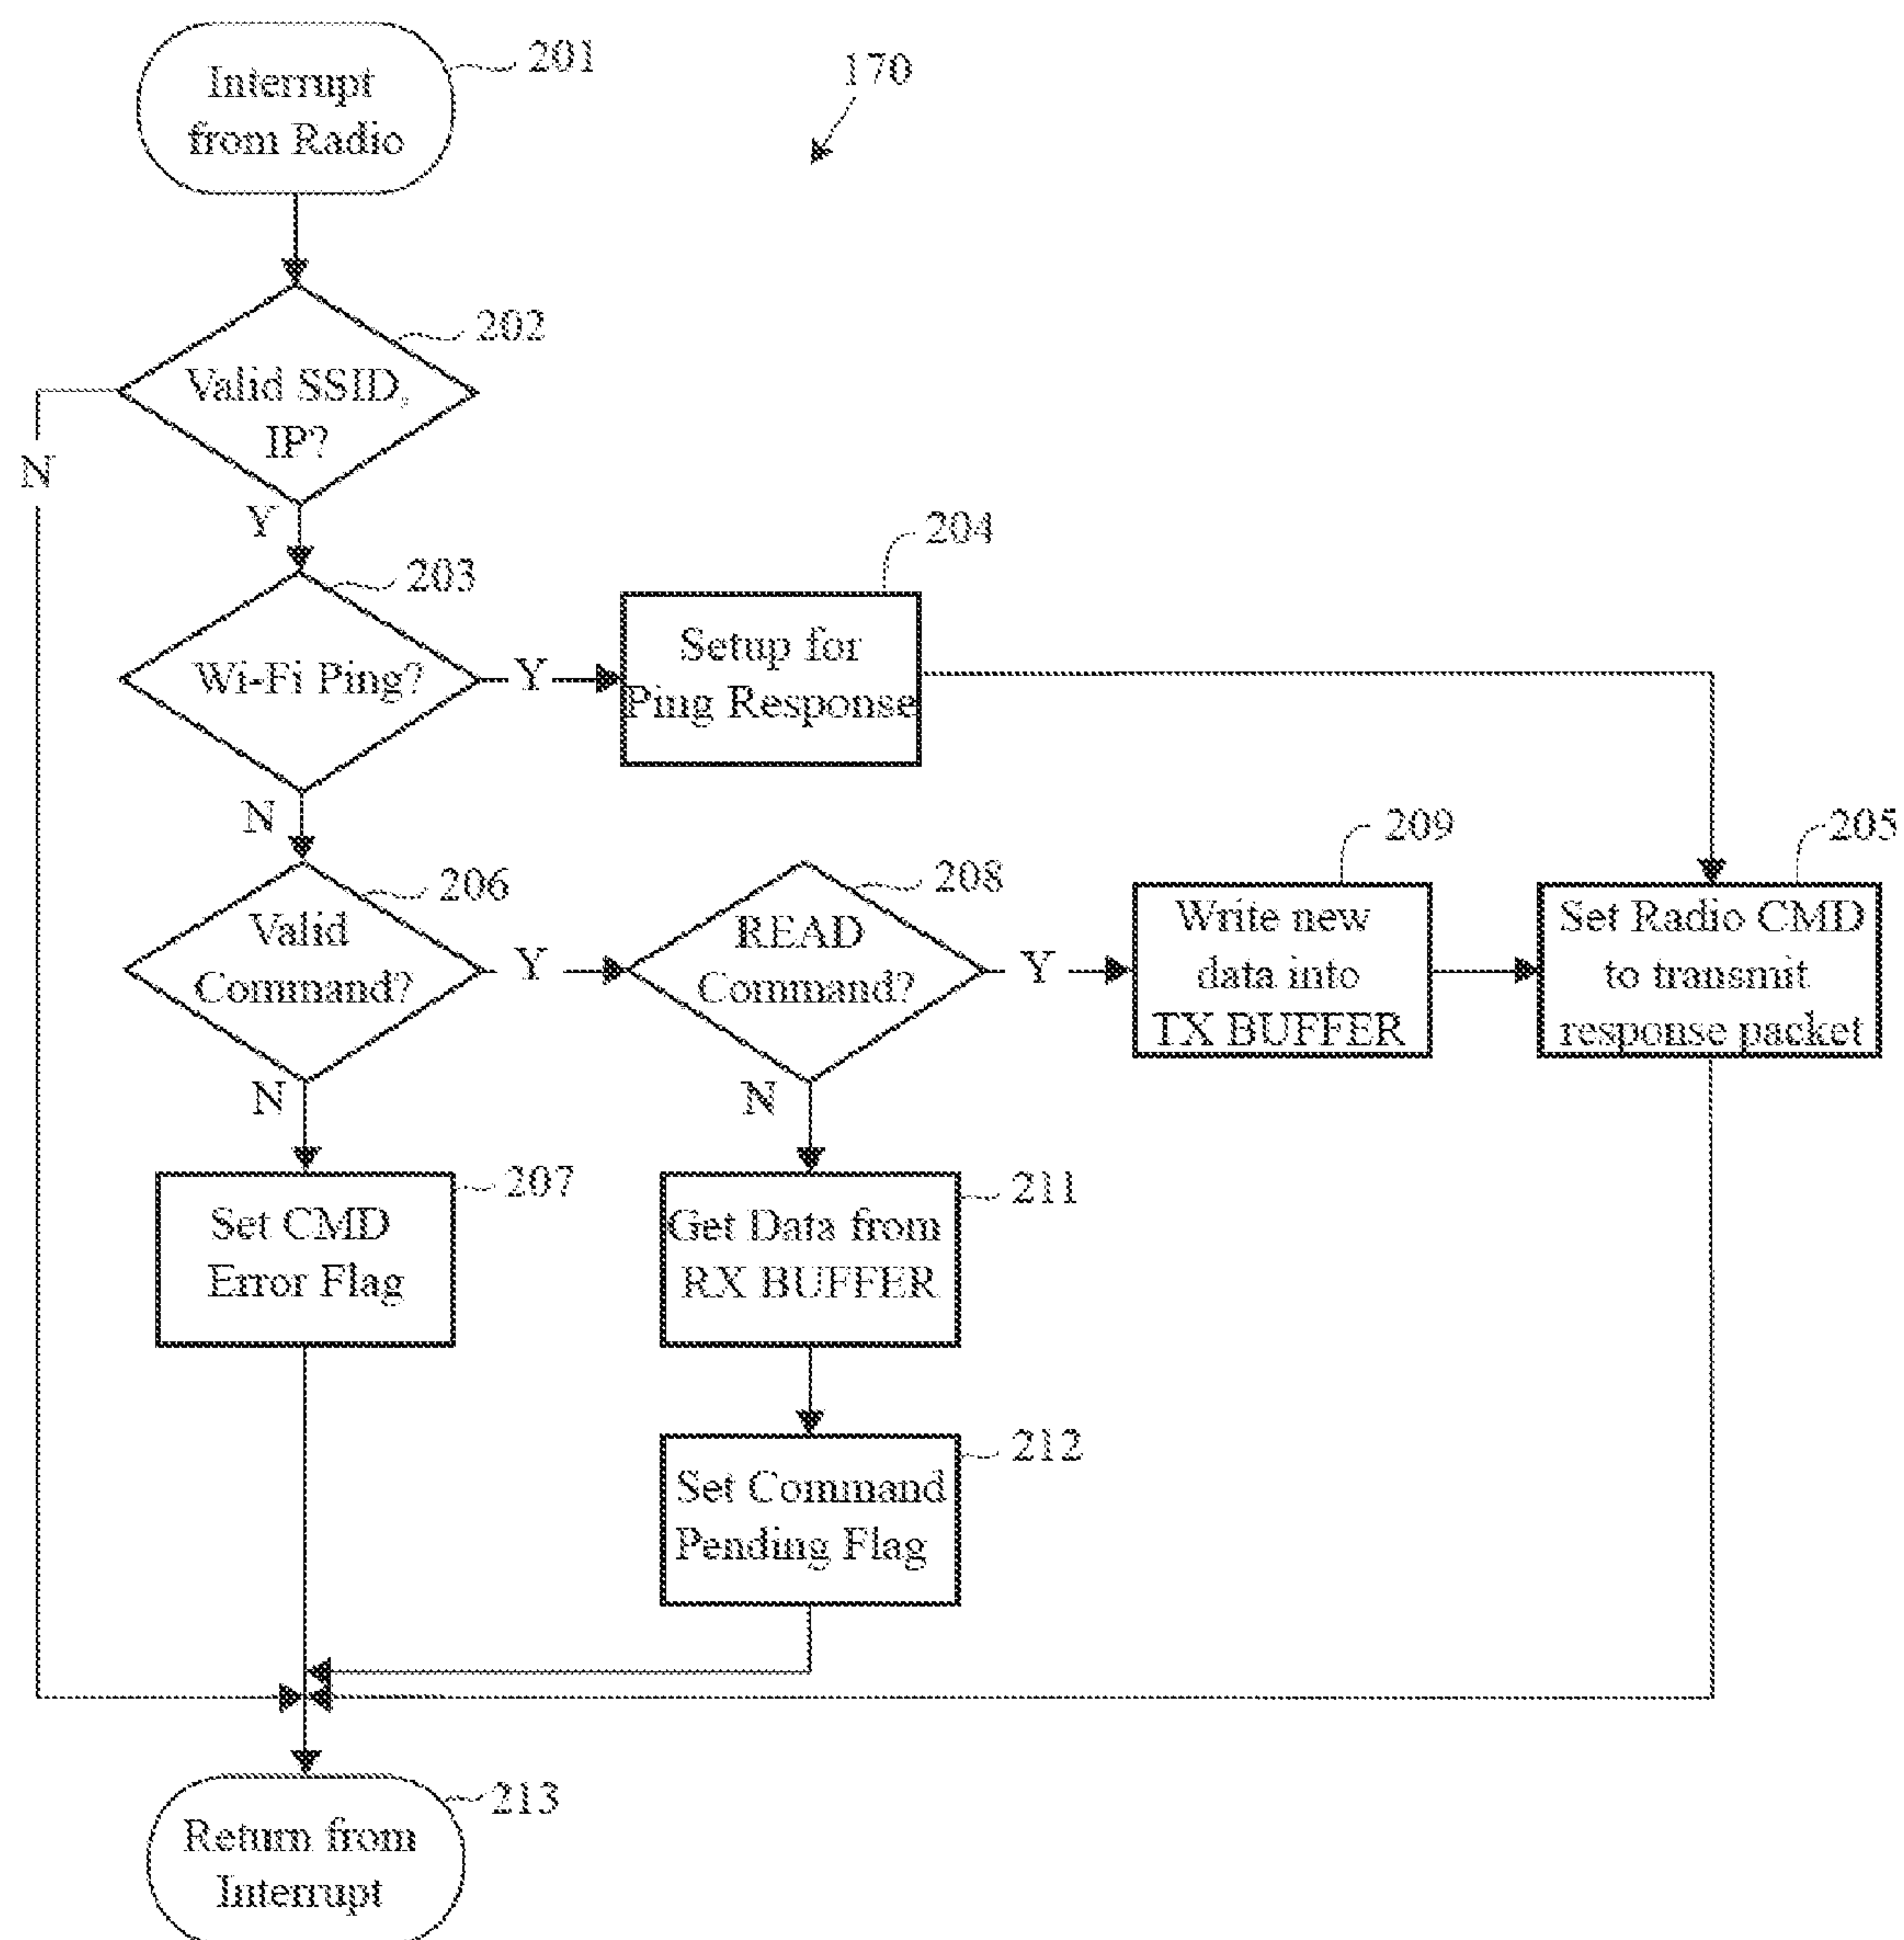 Interrupt
from Radio
201
170
Valid SSID,
IP?
202
N
Y
Wi-Fi Ping?
203
Y
Setup for
Ping Response
204
N
Valid
Command?
206
Y
READ
Command?
208
Y
Write new
data into
TX BUFFER
209
Set Radio CMD
to transmit
response packet
205
N
N
Set CMD
Error Flag
207
Get Data from
RX BUFFER
211
Set Command
Pending Flag
212
Return from
Interrupt
213